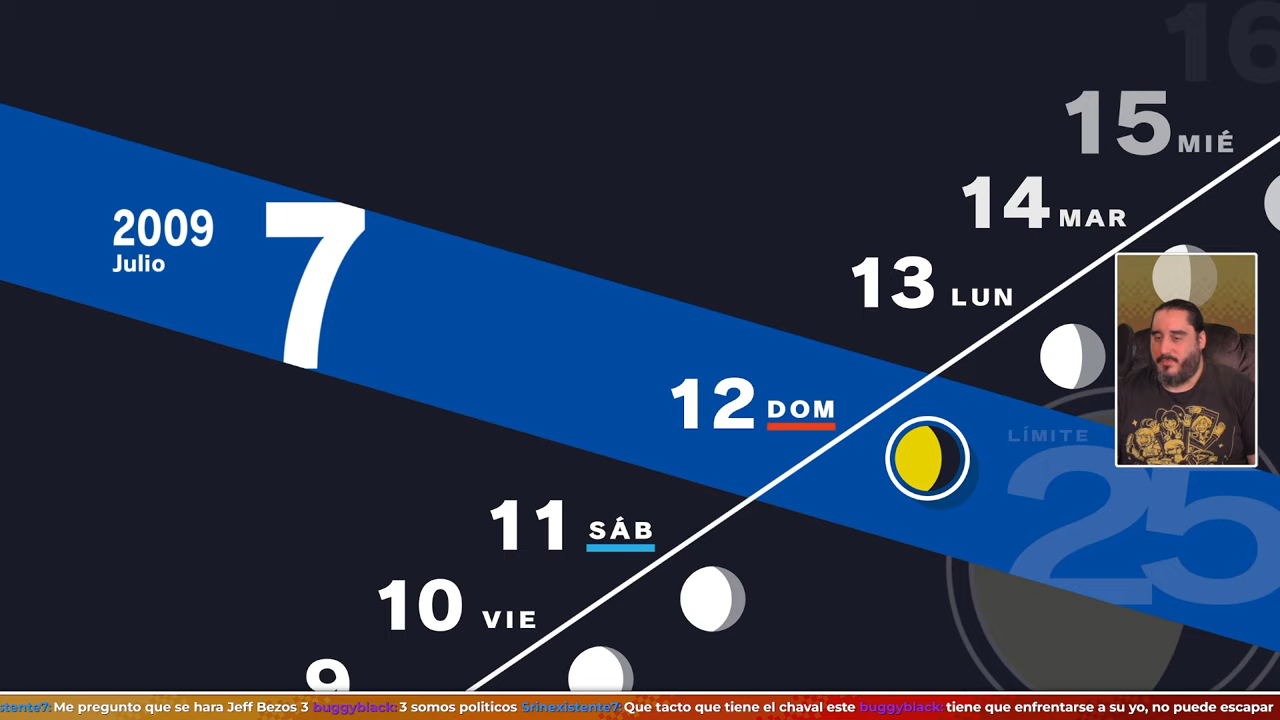 16
15 MIÉ
14 MAR
2009
Julio
7
13 LUN
12 DOM
LÍMITE
25
11 SÁB
10 VIE
9
stente7: Me pregunto que se hara Jeff Bezos 3 buggyblack: 3 somos politicos Srinexistente7: Que tacto que tiene el chaval este buggyblack: tiene que enfrentarse a su yo, no puede escapar